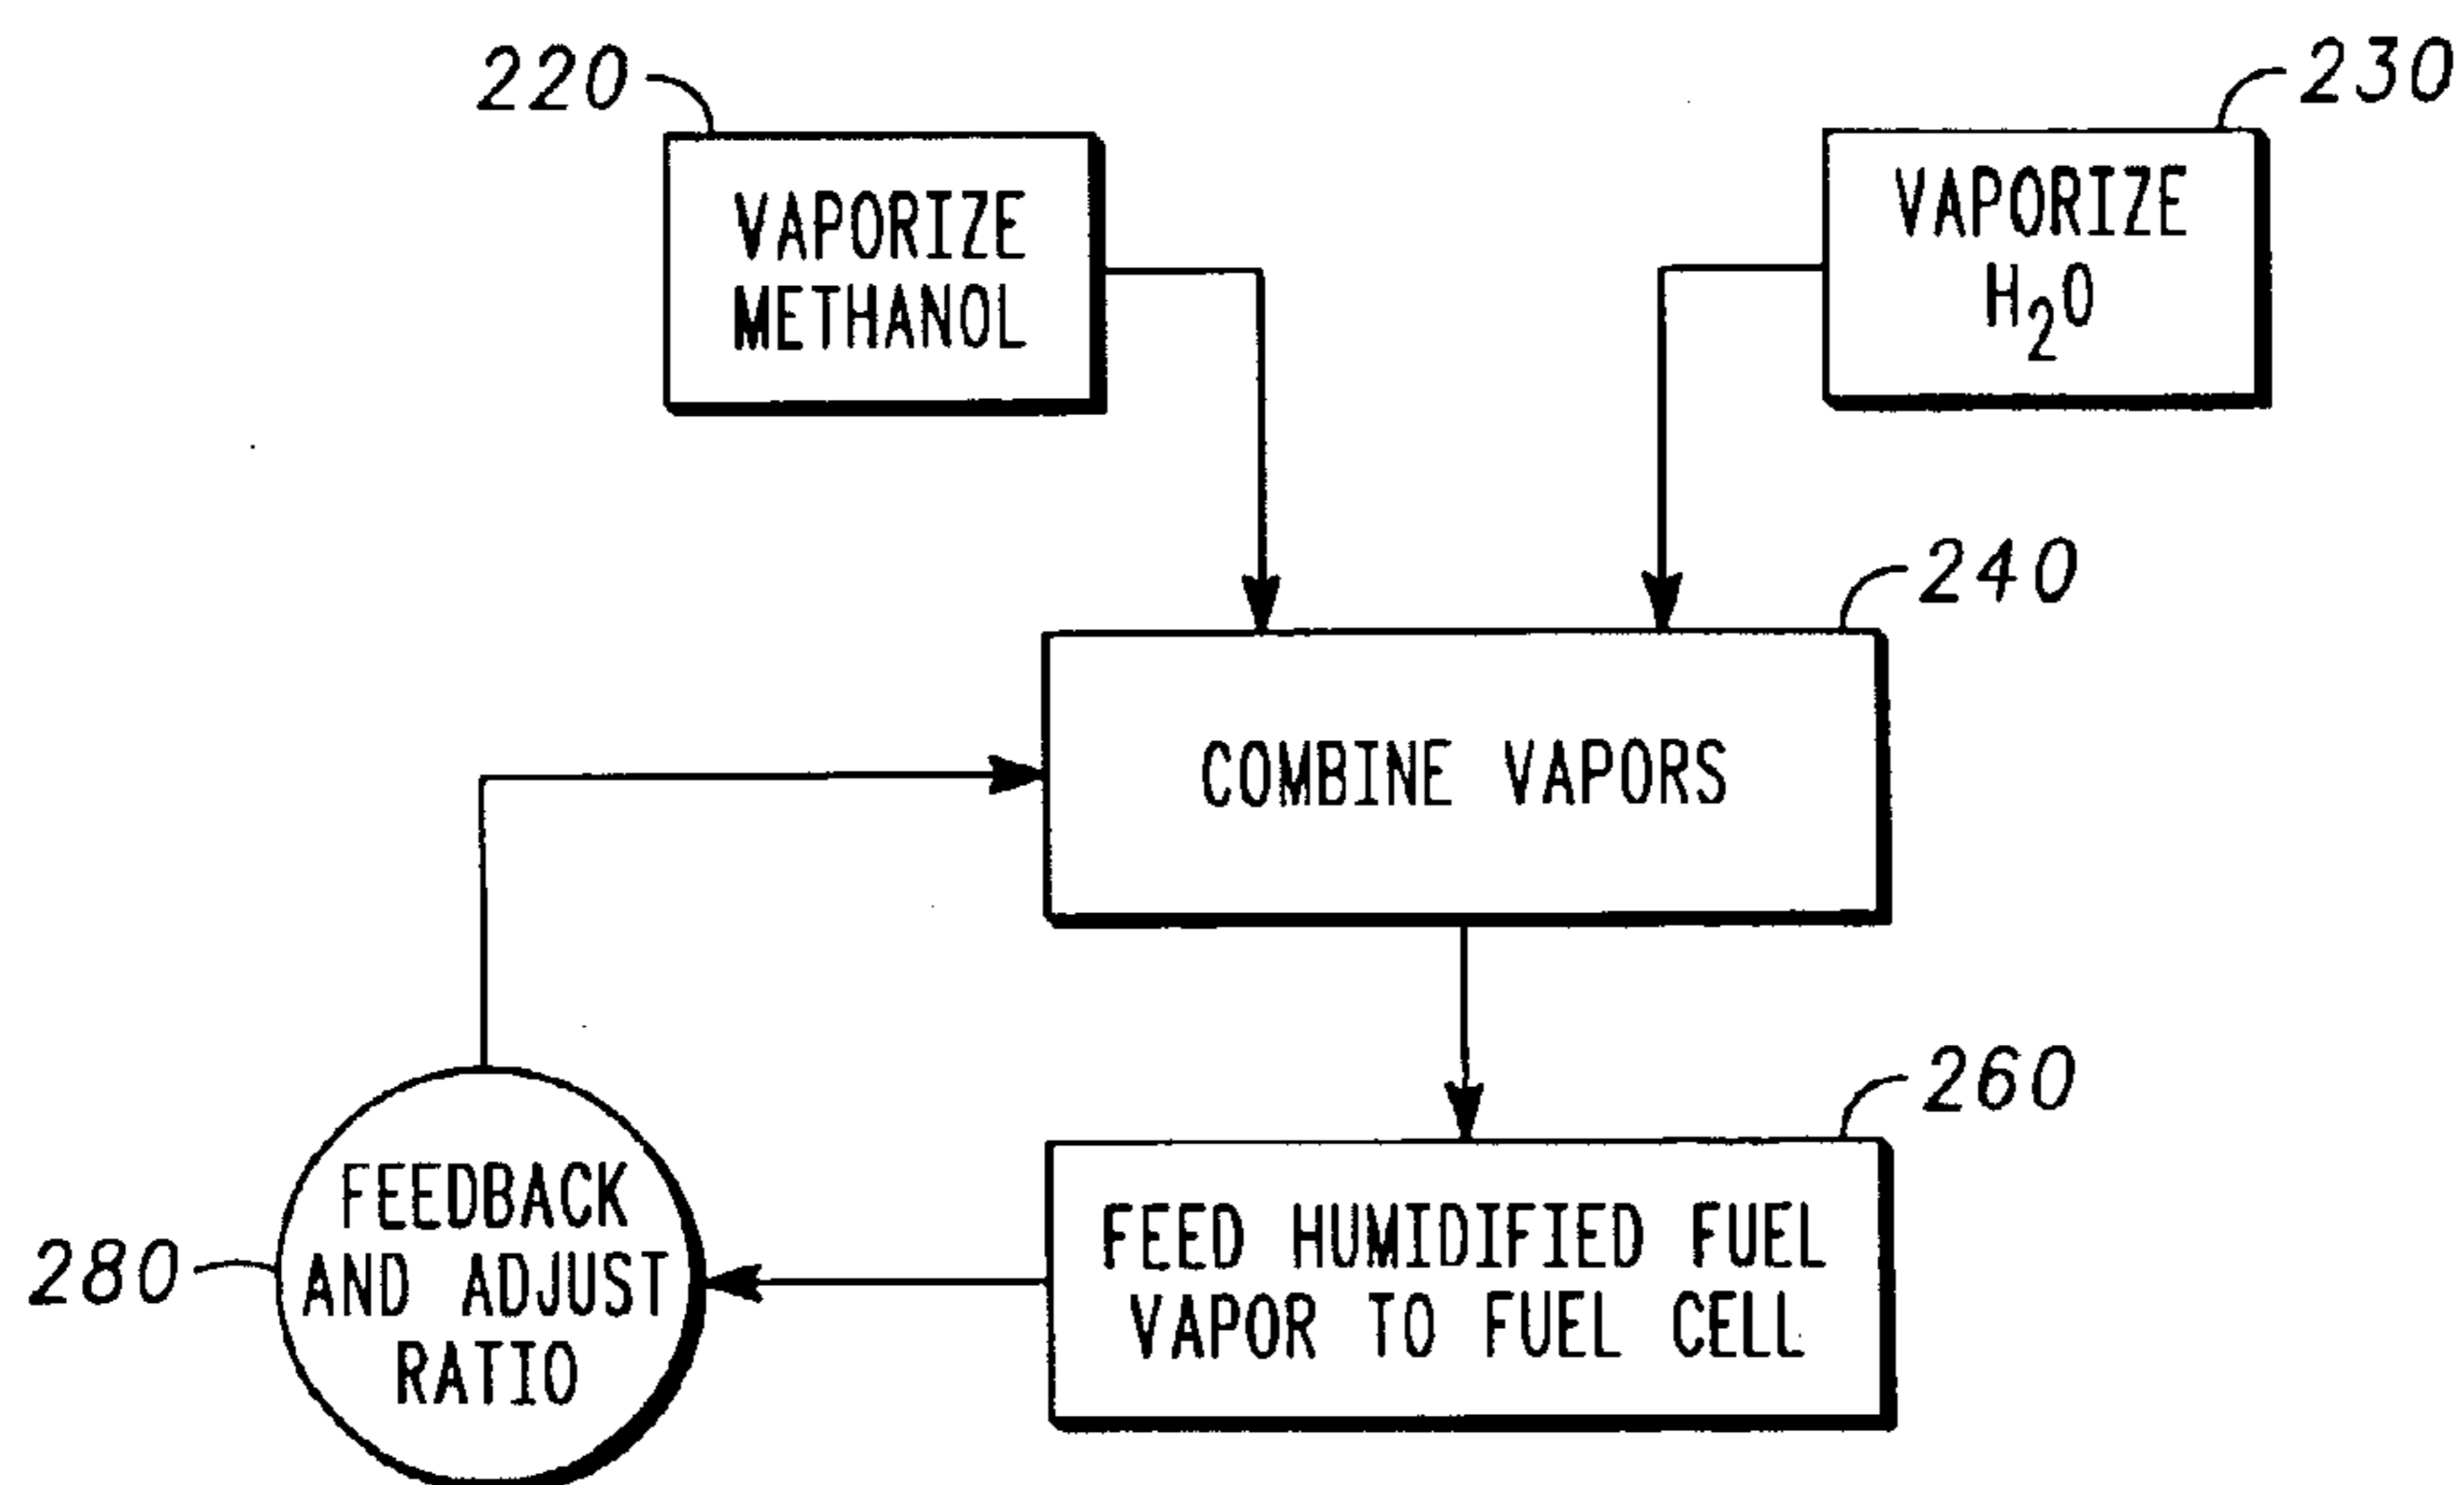 220
230
VAPORIZE
METHANOL
VAPORIZE
H₂O
240
COMBINE VAPORS
260
FEEDBACK
AND ADJUST
RATIO
280
FEED HUMIDIFIED FUEL
VAPOR TO FUEL CELL